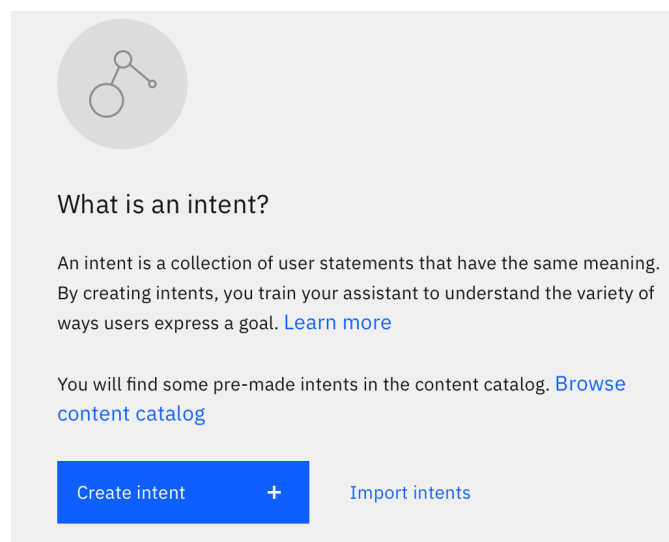 What is an intent?
An intent is a collection of user statements that have the same meaning.
By creating intents, you train your assistant to understand the variety of
ways users express a goal. Learn more
You will find some pre-made intents in the content catalog. Browse
content catalog
Create intent +
Import intents